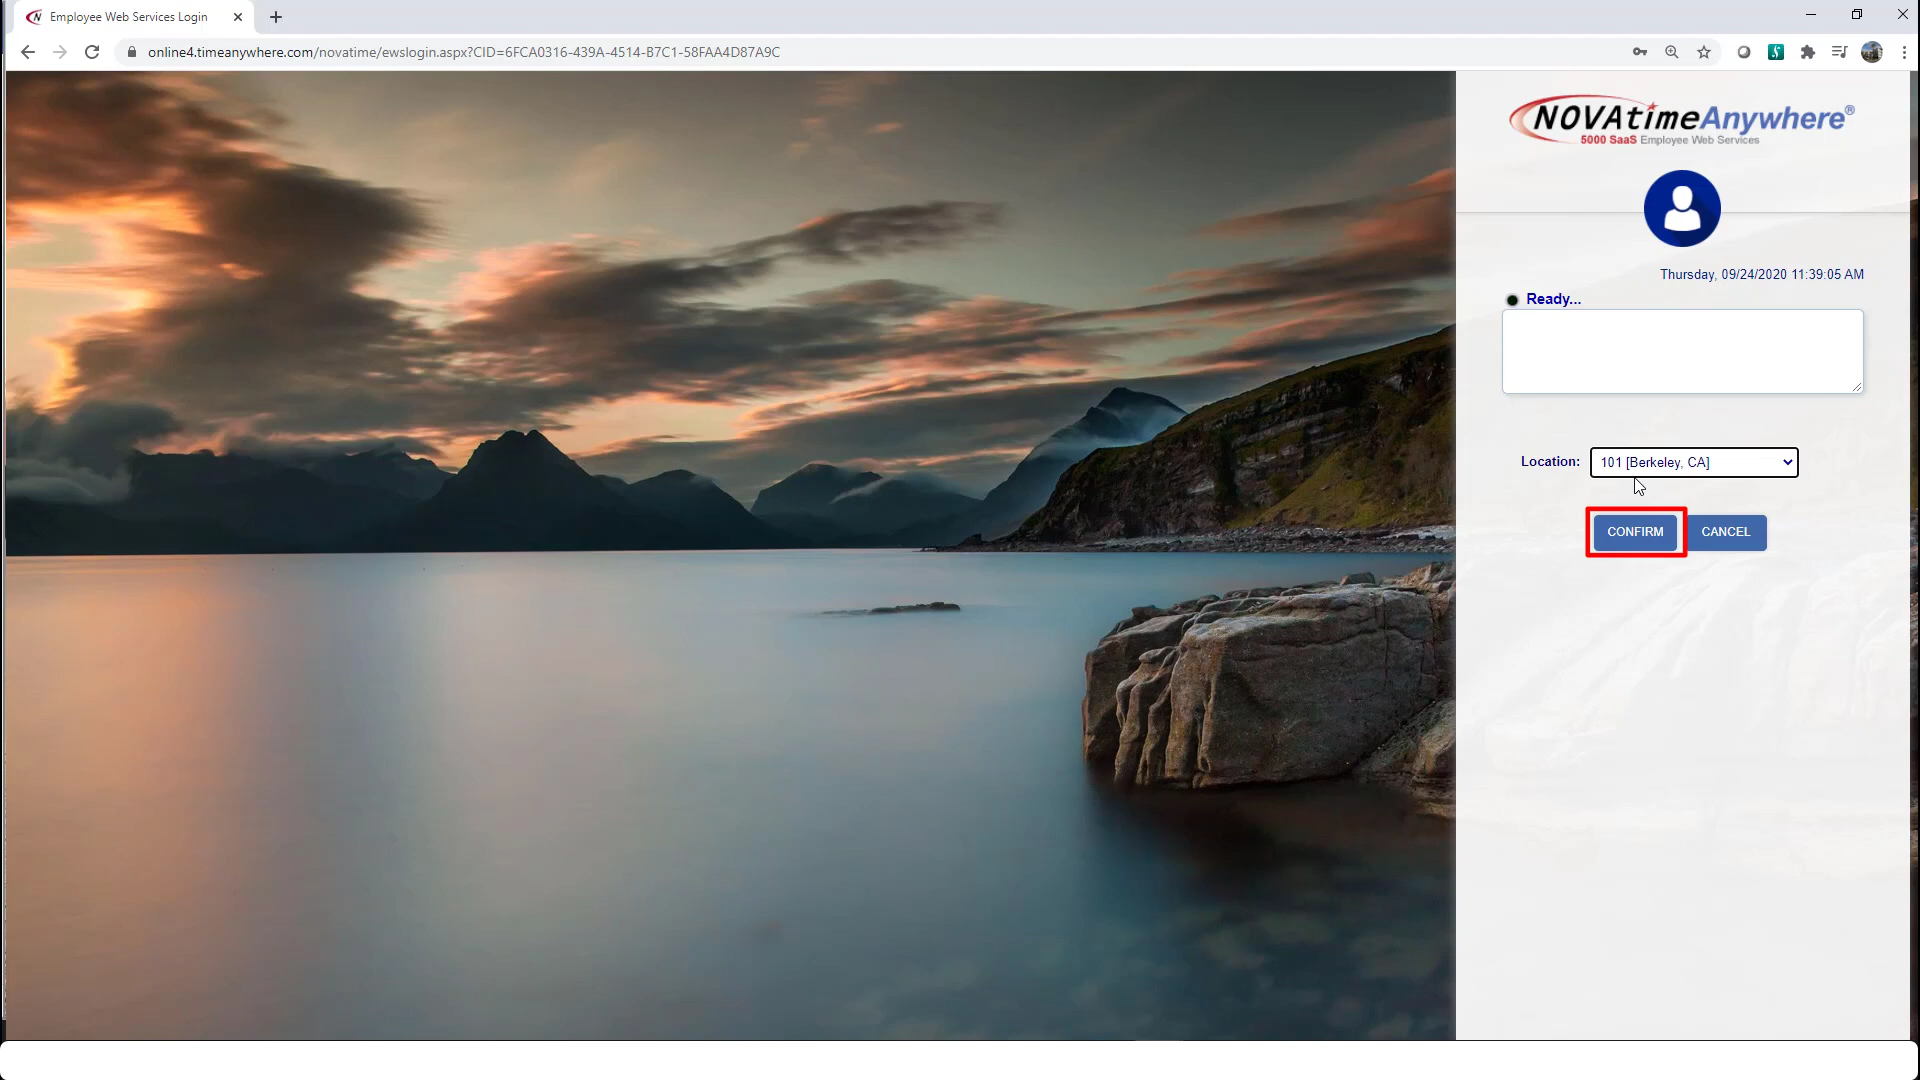 Employee Web Services Login
online4.timeanywhere.com/novatime/ewslogin.aspx?CID=6FCA0316-439A-4514-B7C1-58FAA4D87A9C
NOVAtimeAnywhere®
5000 SaaS Employee Web Services
Thursday, 09/24/2020 11:39:05 AM
Ready...
Location: 101 [Berkeley, CA]
CONFIRM CANCEL